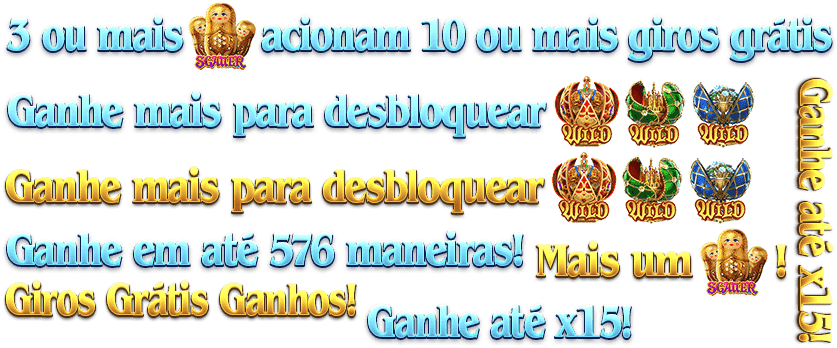 3 ou mais SCATTER acionam 10 ou mais giros grátis
Ganhe mais para desbloquear WILD WILD WILD
Ganhe mais para desbloquear WILD WILD WILD
Ganhe em até 576 maneiras!
Mais um SCATTER !
Giros Grátis Ganhos!
Ganhe até x15!
Ganhe até x15!